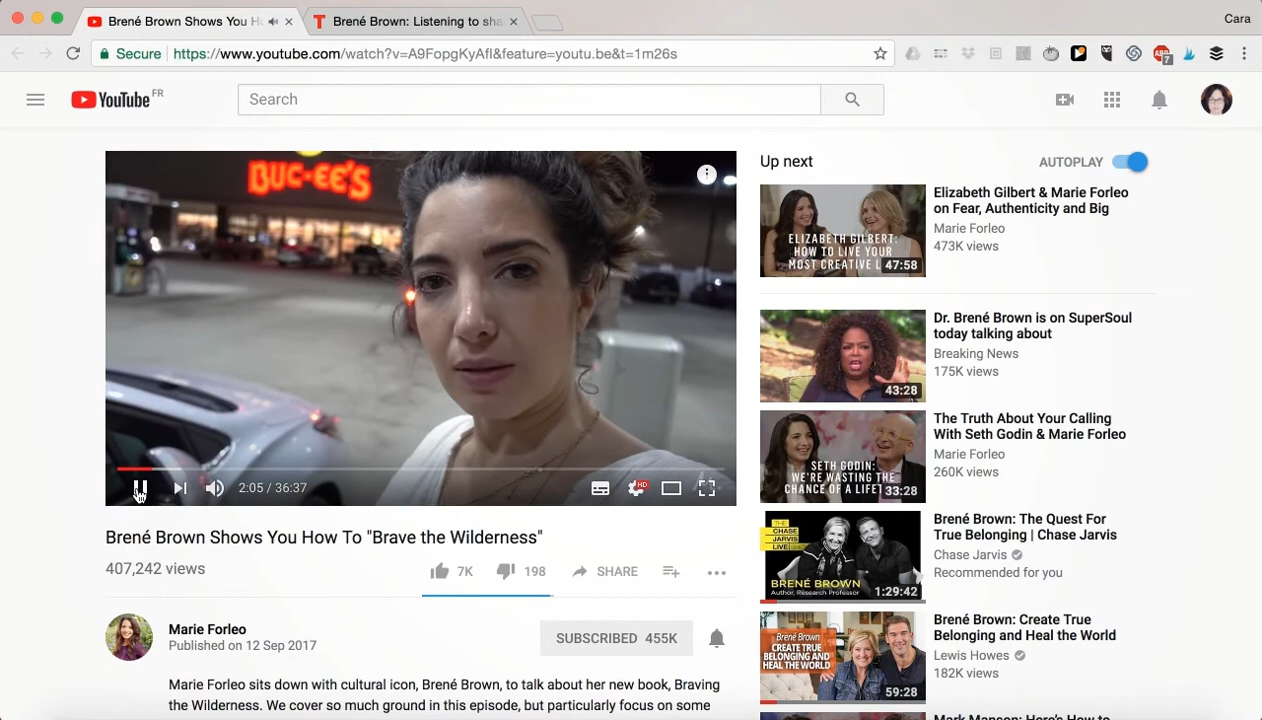 Brené Brown Shows You H
Brené Brown: Listening to sha
Cara
Secure
https://www.youtube.com/watch?v=A9FopgKyAfI&feature=youtu.be&t=1m26s
7
YouTube FR
Search
BUC-EE'S
2:05 / 36:37
HD
Brené Brown Shows You How To "Brave the Wilderness"
407,242 views
7K
198
SHARE
Marie Forleo
Published on 12 Sep 2017
SUBSCRIBED 455K
Marie Forleo sits down with cultural icon, Brené Brown, to talk about her new book, Braving
the Wilderness. We cover so much ground in this episode, but particularly focus on some
Up next
AUTOPLAY
ELIZABETH GILBERT:
HOW TO LIVE YOUR
MOST CREATIVE L
47:58
Elizabeth Gilbert & Marie Forleo
on Fear, Authenticity and Big
Marie Forleo
473K views
43:28
Dr. Brené Brown is on SuperSoul
today talking about
Breaking News
175K views
SETH GODIN:
WE'RE WASTING THE
CHANCE OF A LIFET
33:28
The Truth About Your Calling
With Seth Godin & Marie Forleo
Marie Forleo
260K views
THE
CHASE
JARVIS
LIVE
BRENÉ BROWN
Author, Research Professor
1:29:42
Brené Brown: The Quest For
True Belonging | Chase Jarvis
Chase Jarvis
Recommended for you
Brené Brown
CREATE TRUE
BELONGING AND
HEAL THE WORLD
59:28
Brené Brown: Create True
Belonging and Heal the World
Lewis Howes
182K views
Mark Manson: Here's How to